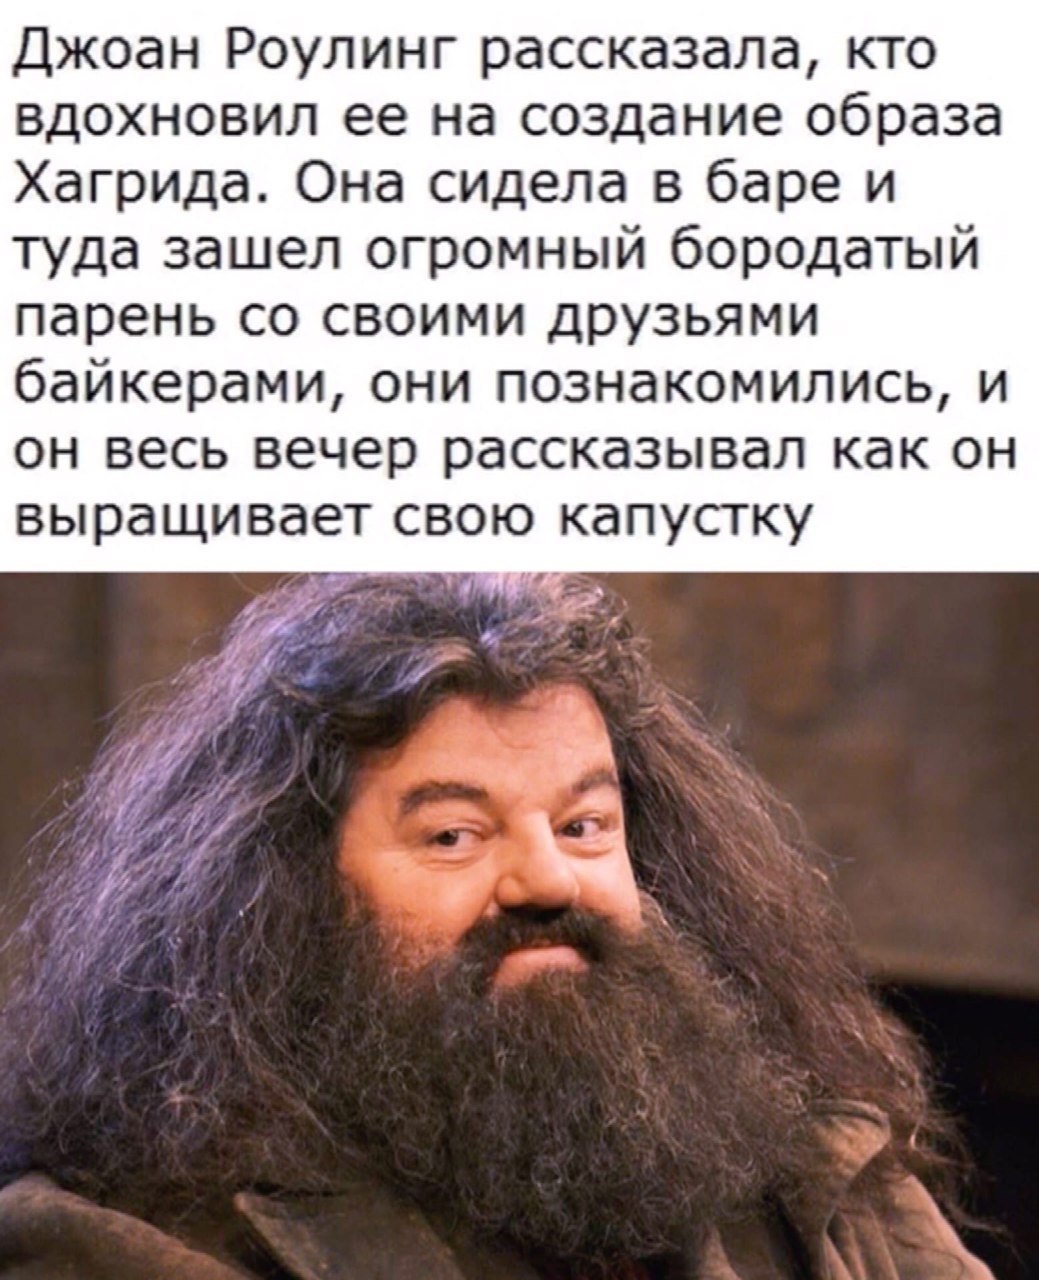 Джоан Роулинг рассказала, кто
вдохновил ее на создание образа
Хагрида. Она сидела в баре и
туда зашел огромный бородатый
парень со своими друзьями
байкерами, они познакомились, и
он весь вечер рассказывал как он
выращивает свою капустку